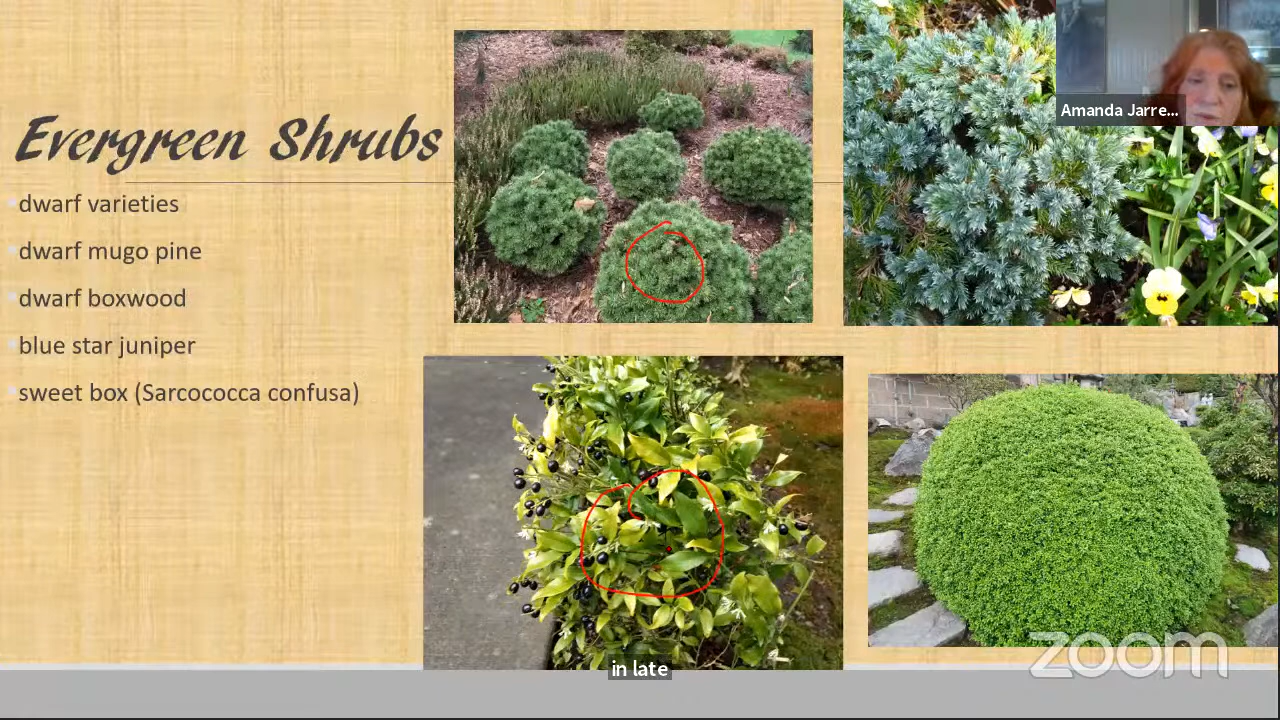 Evergreen Shrubs
dwarf varieties
dwarf mugo pine
dwarf boxwood
blue star juniper
sweet box (Sarcococca confusa)
Amanda Jarre...
in late
zoom